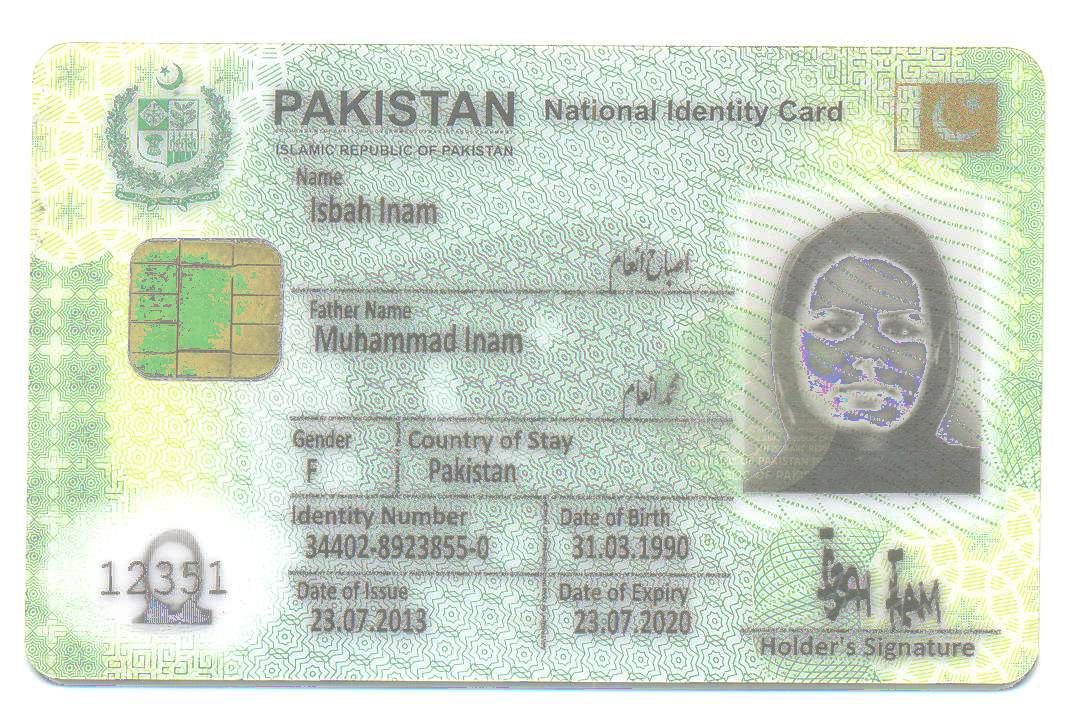 PAKISTAN National Identity Card
ISLAMIC REPUBLIC OF PAKISTAN
Name
Isbah Inam
اصباح انعام
Father Name
Muhammad Inam
محمد انعام
Gender
F
Country of Stay
Pakistan
Identity Number
34402-8923855-0
Date of Birth
31.03.1990
Date of Issue
23.07.2013
Date of Expiry
23.07.2020
12351
Holder's Signature